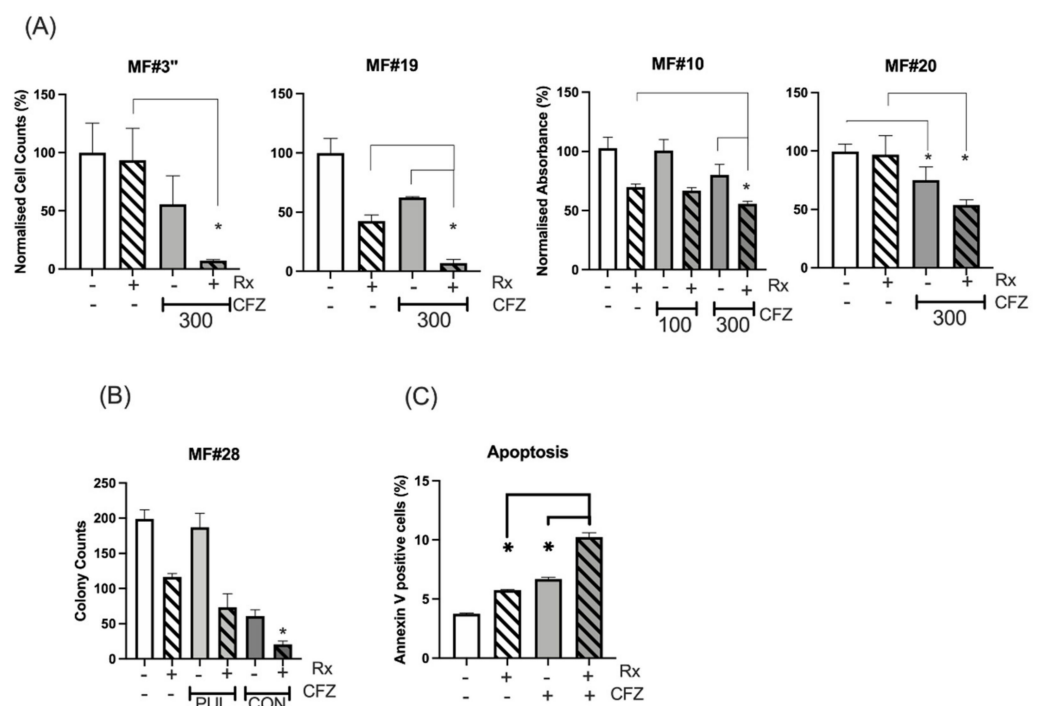 (A)
MF#3"
Normalised Cell Counts (%)
150
100
50
0
- + - + Rx
- - CFZ
300
MF#19
150
100
50
0
*
- + - + Rx
- - CFZ
300
*
MF#10
Normalised Absorbance (%)
150
100
50
0
*
- + - + - + Rx
- - CFZ
100 300
MF#20
150
100
50
0
* *
- + - + Rx
- - CFZ
300
(B)
MF#28
Colony Counts
250
200
150
100
50
0
*
- + - + - + Rx
- - CFZ
PUL CON
(C)
Apoptosis
Annexin V positive cells (%)
15
10
5
0
* *
- + - + Rx
- - + + CFZ